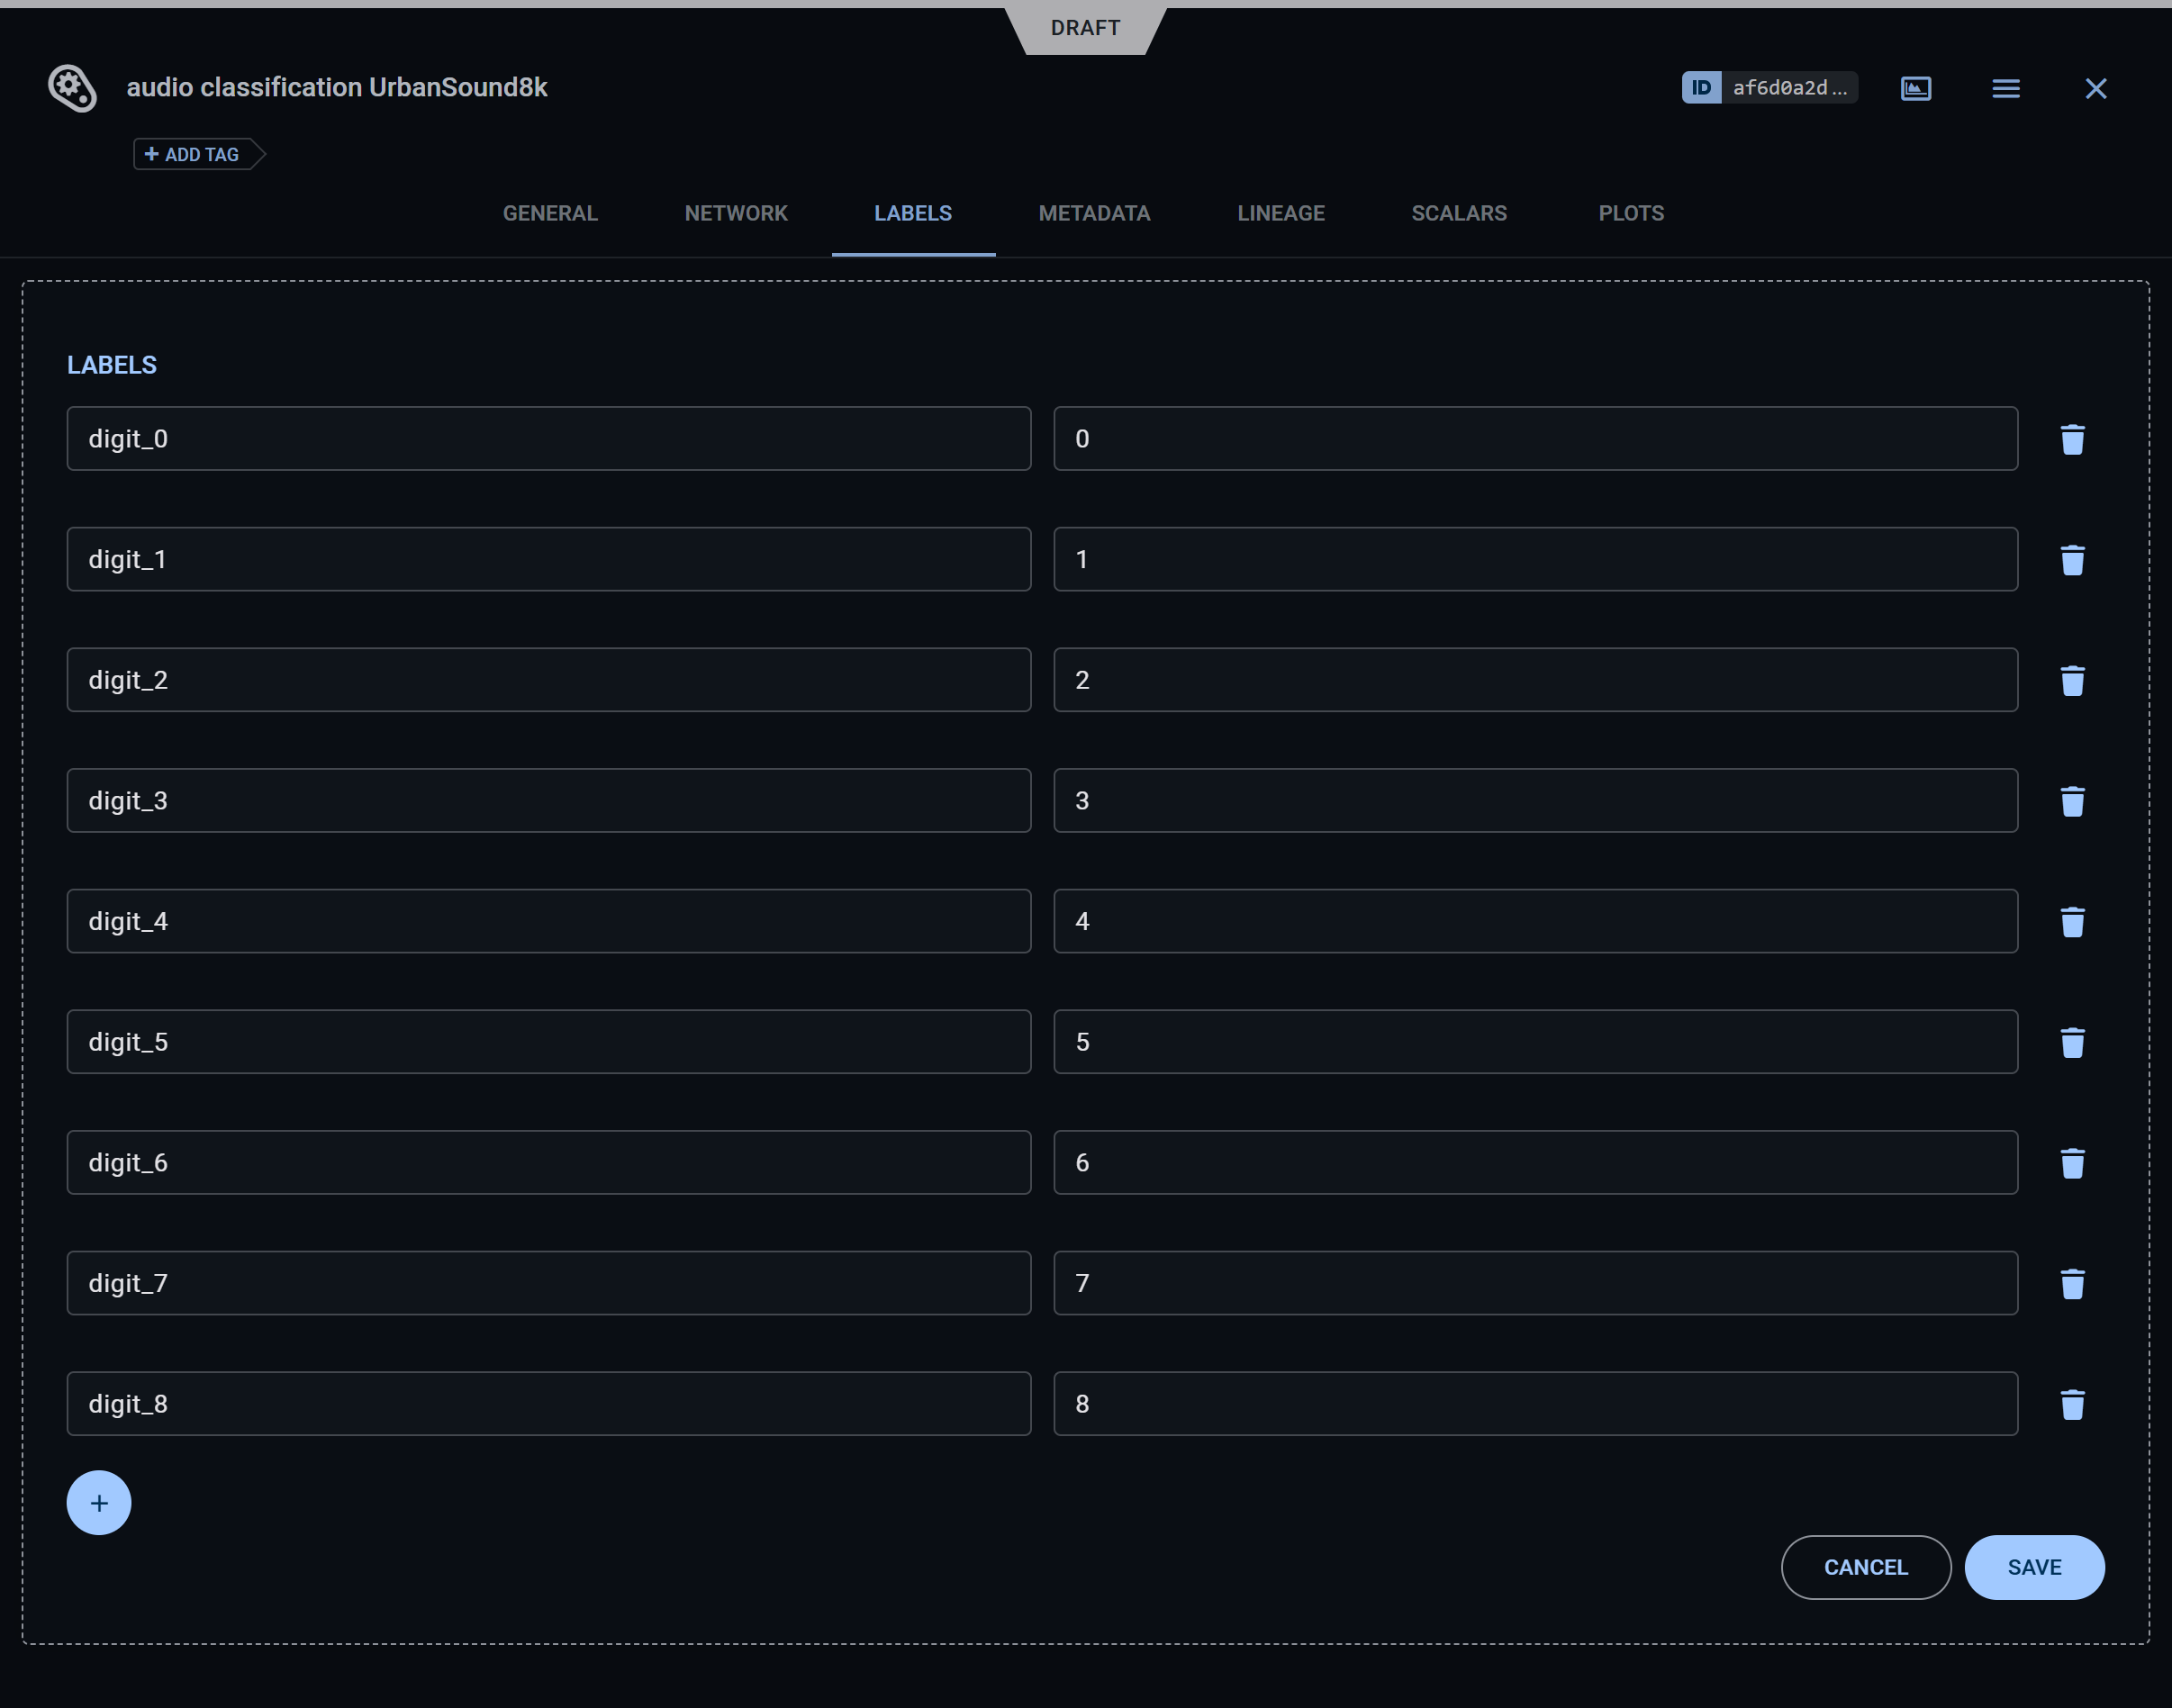 DRAFT
audio classification UrbanSound8k
ID af6d0a2d ...
+ ADD TAG
GENERAL NETWORK LABELS METADATA LINEAGE SCALARS PLOTS
LABELS
digit_0 0
digit_1 1
digit_2 2
digit_3 3
digit_4 4
digit_5 5
digit_6 6
digit_7 7
digit_8 8
+
CANCEL SAVE